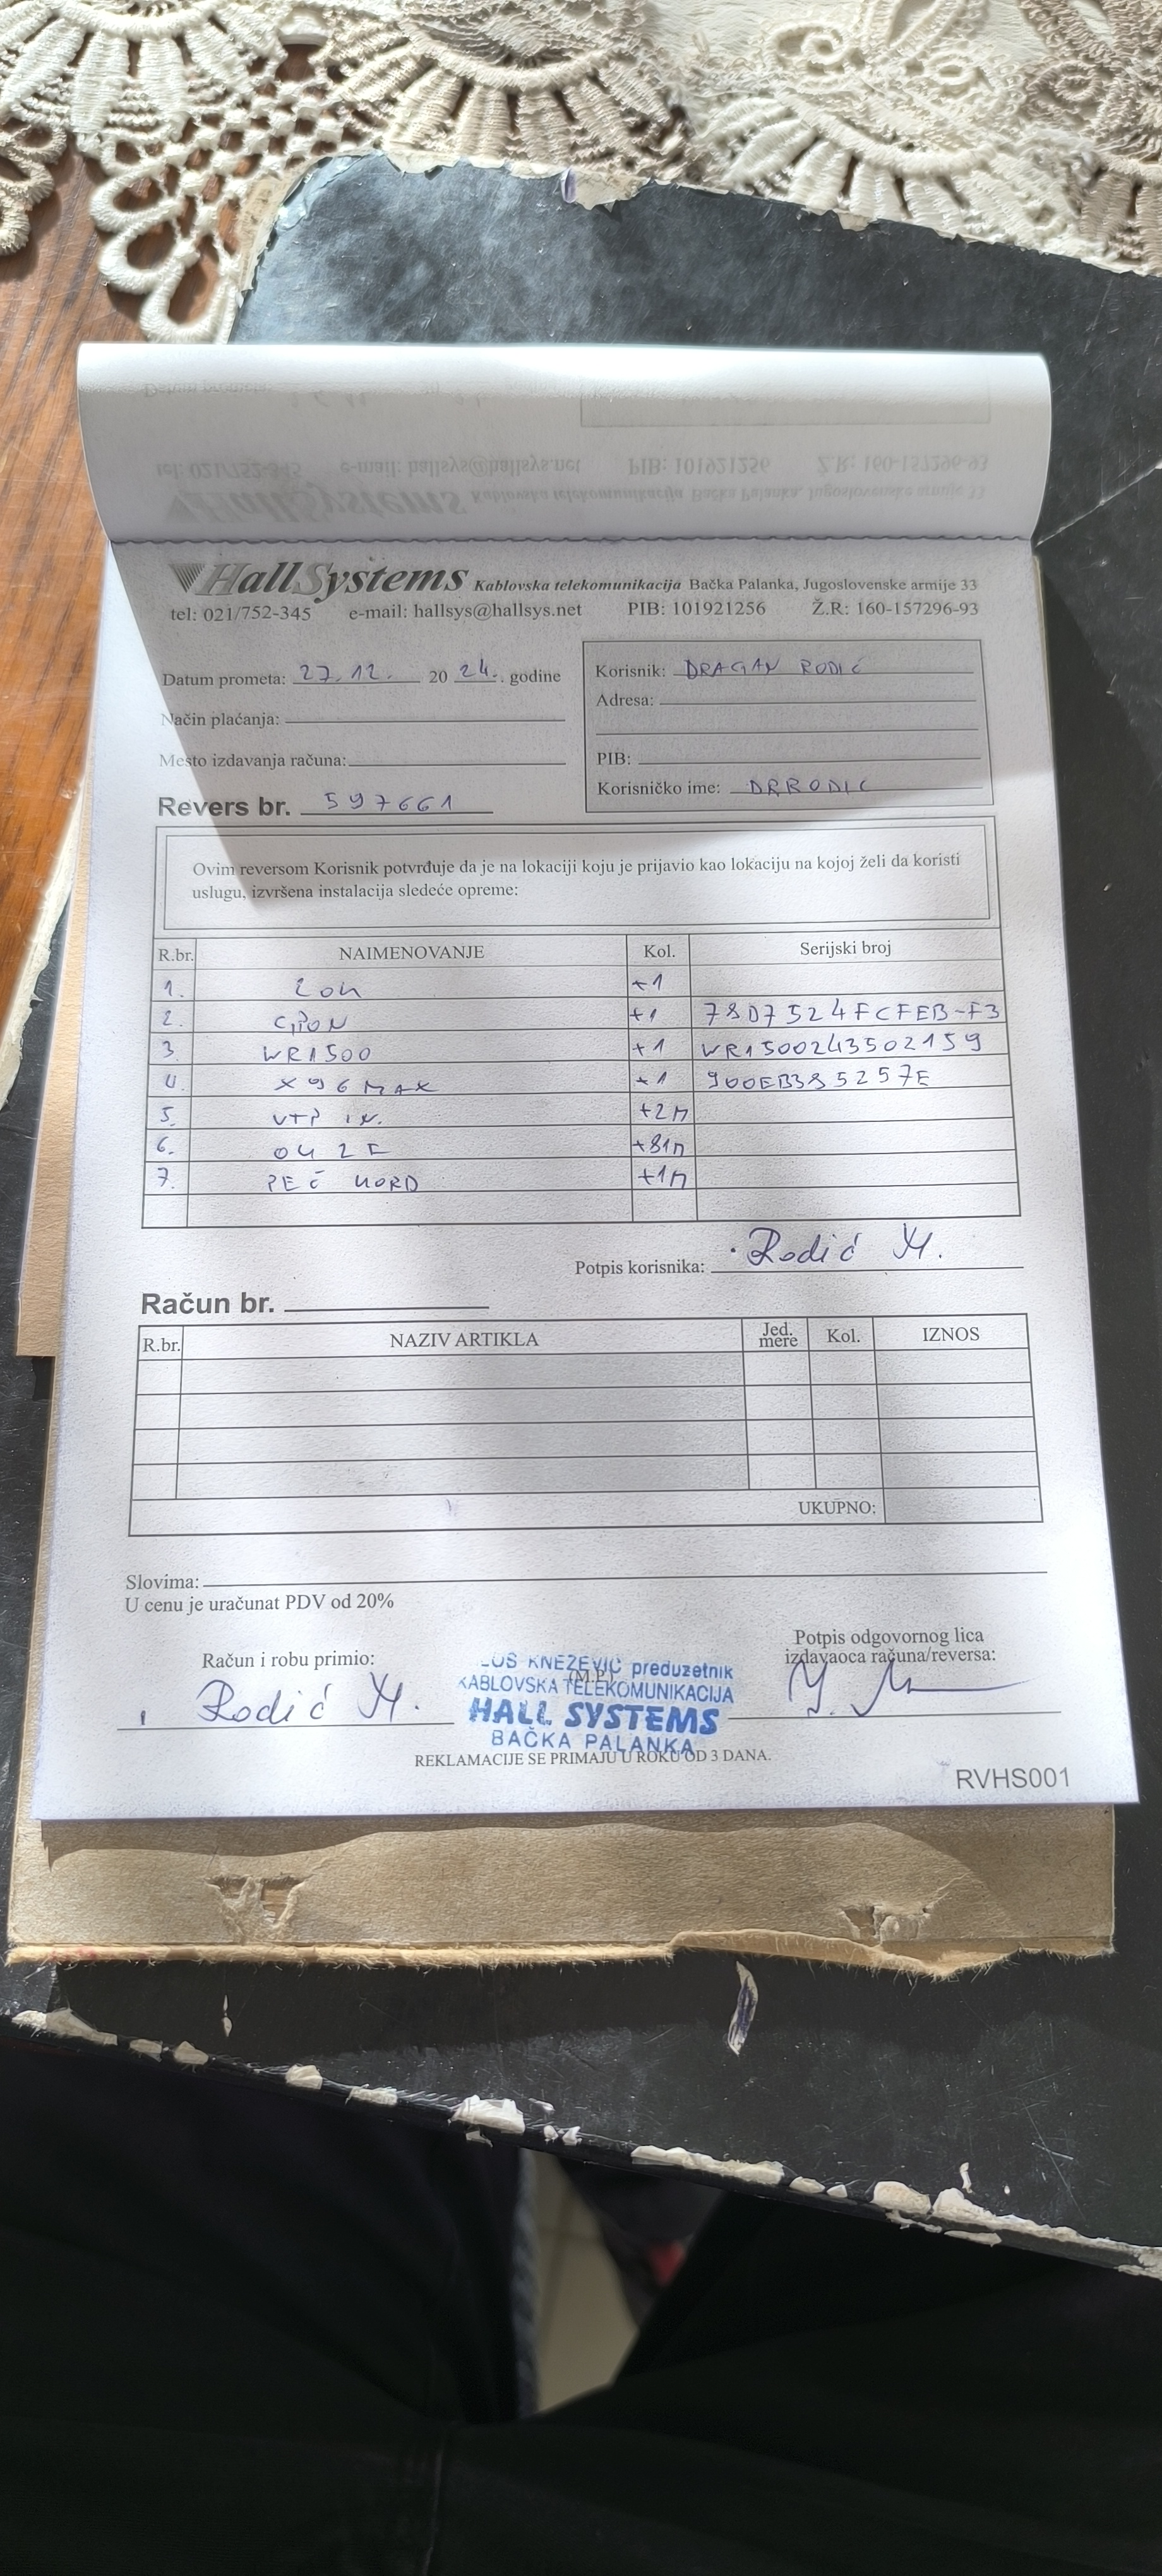 HallSystems Kablovska telekomunikacija Bačka Palanka, Jugoslovenske armije 33
tel: 021/752-345 e-mail: hallsys@hallsys.net PIB: 101921256 Ž.R: 160-157296-93
Datum prometa: 27.12. 20 24. godine
Način plaćanja:
Mesto izdavanja računa:
Revers br. 597661
Korisnik: DRAGAN RODIĆ
Adresa:
PIB:
Korisničko ime: DRRODIC
Ovim reversom Korisnik potvrđuje da je na lokaciji koju je prijavio kao lokaciju na kojoj želi da koristi
uslugu, izvršena instalacija sledeće opreme:
R.br. NAIMENOVANJE Kol. Serijski broj
1. +1
2. GPON +1 78D7524FCFEB-F3
3. WR1500 +1 WR1500243502159
4. X96 MAX +1 900EB385257E
5. UTP +2M
6. +81M
7. +1M
Potpis korisnika: Rodić M.
Račun br.
R.br. NAZIV ARTIKLA Jed. mere Kol. IZNOS
UKUPNO:
Slovima:
U cenu je uračunat PDV od 20%
Račun i robu primio: Rodić M.
(M.P.)
KNEŽEVIĆ preduzetnik
KABLOVSKA TELEKOMUNIKACIJA
HALL SYSTEMS
BAČKA PALANKA
Potpis odgovornog lica
izdavaoca računa/reversa:
REKLAMACIJE SE PRIMAJU U ROKU OD 3 DANA.
RVHS001